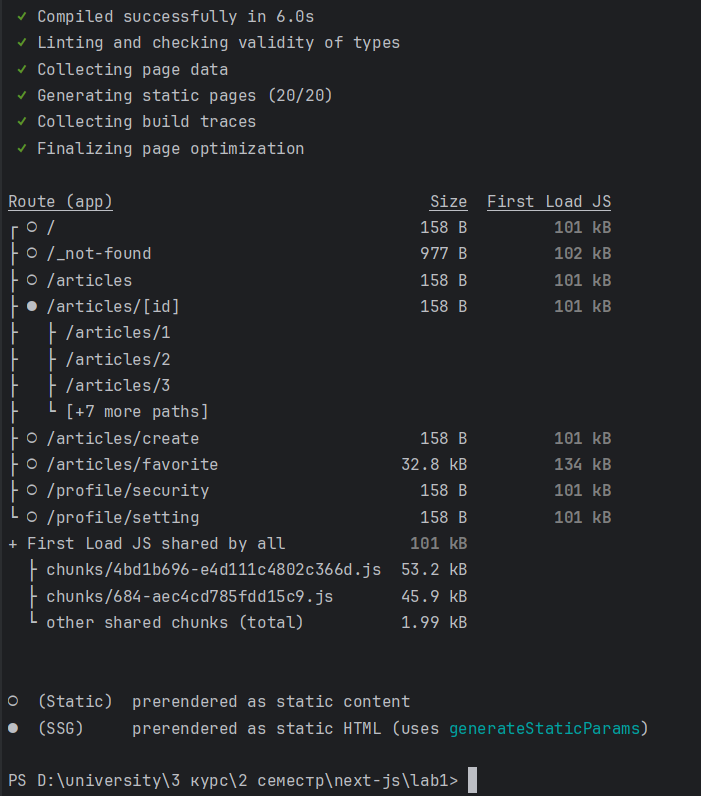 ✓ Compiled successfully in 6.0s
✓ Linting and checking validity of types
✓ Collecting page data
✓ Generating static pages (20/20)
✓ Collecting build traces
✓ Finalizing page optimization
Route (app) Size First Load JS
┌ ○ / 158 B 101 kB
├ ○ /_not-found 977 B 102 kB
├ ○ /articles 158 B 101 kB
├ ● /articles/[id] 158 B 101 kB
├ ├ /articles/1
├ ├ /articles/2
├ ├ /articles/3
├ └ [+7 more paths]
├ ○ /articles/create 158 B 101 kB
├ ○ /articles/favorite 32.8 kB 134 kB
├ ○ /profile/security 158 B 101 kB
└ ○ /profile/setting 158 B 101 kB
+ First Load JS shared by all 101 kB
├ chunks/4bd1b696-e4d111c4802c366d.js 53.2 kB
├ chunks/684-aec4cd785fdd15c9.js 45.9 kB
└ other shared chunks (total) 1.99 kB
○ (Static) prerendered as static content
● (SSG) prerendered as static HTML (uses generateStaticParams)
PS D:\university\3 курс\2 семестр\next-js\lab1>